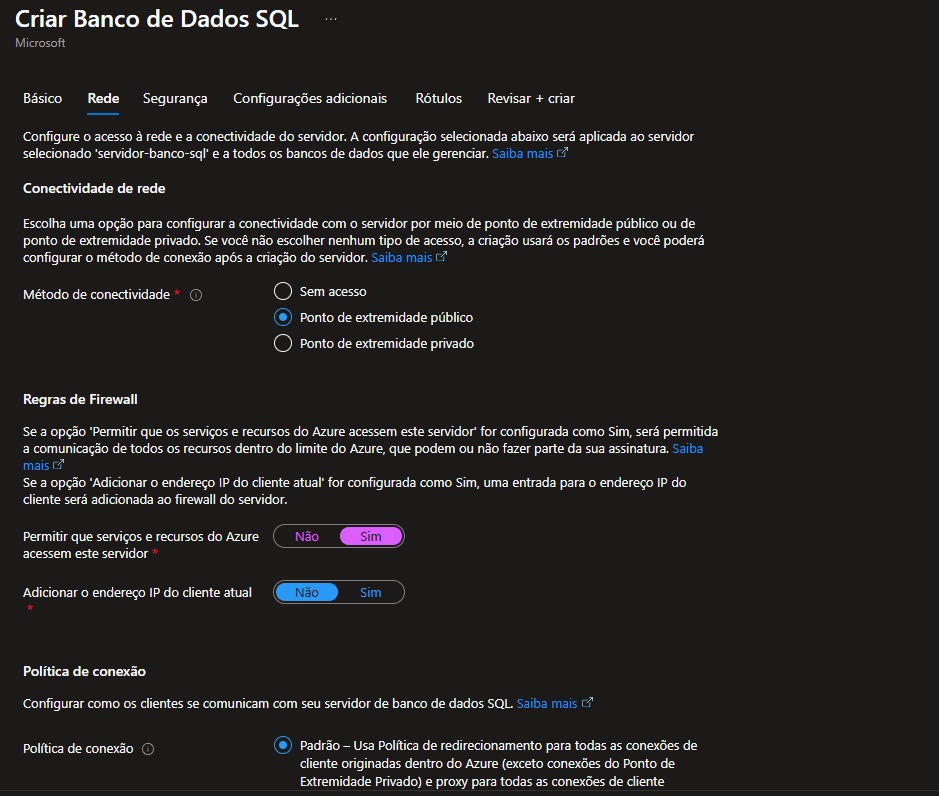 Criar Banco de Dados SQL ...
Microsoft
Básico Rede Segurança Configurações adicionais Rótulos Revisar + criar
Configure o acesso à rede e a conectividade do servidor. A configuração selecionada abaixo será aplicada ao servidor
selecionado 'servidor-banco-sql' e a todos os bancos de dados que ele gerenciar. Saiba mais
Conectividade de rede
Escolha uma opção para configurar a conectividade com o servidor por meio de ponto de extremidade público ou de
ponto de extremidade privado. Se você não escolher nenhum tipo de acesso, a criação usará os padrões e você poderá
configurar o método de conexão após a criação do servidor. Saiba mais
Método de conectividade *
Sem acesso
Ponto de extremidade público
Ponto de extremidade privado
Regras de Firewall
Se a opção 'Permitir que os serviços e recursos do Azure acessem este servidor' for configurada como Sim, será permitida
a comunicação de todos os recursos dentro do limite do Azure, que podem ou não fazer parte da sua assinatura. Saiba
mais
Se a opção 'Adicionar o endereço IP do cliente atual' for configurada como Sim, uma entrada para o endereço IP do
cliente será adicionada ao firewall do servidor.
Permitir que serviços e recursos do Azure Não Sim
acessem este servidor *
Adicionar o endereço IP do cliente atual Não Sim
*
Política de conexão
Configurar como os clientes se comunicam com seu servidor de banco de dados SQL. Saiba mais
Política de conexão
Padrão – Usa Política de redirecionamento para todas as conexões de
cliente originadas dentro do Azure (exceto conexões do Ponto de
Extremidade Privado) e proxy para todas as conexões de cliente